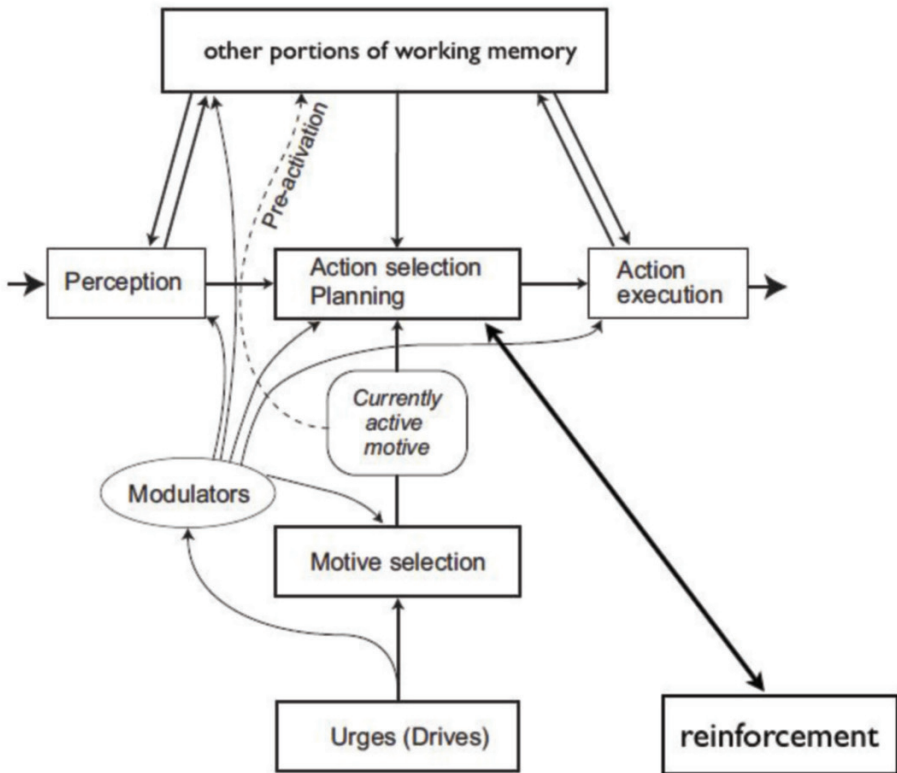 other portions of working memory
Pre-activation
Perception
Action selection
Planning
Action
execution
Currently
active
motive
Modulators
Motive selection
Urges (Drives)
reinforcement